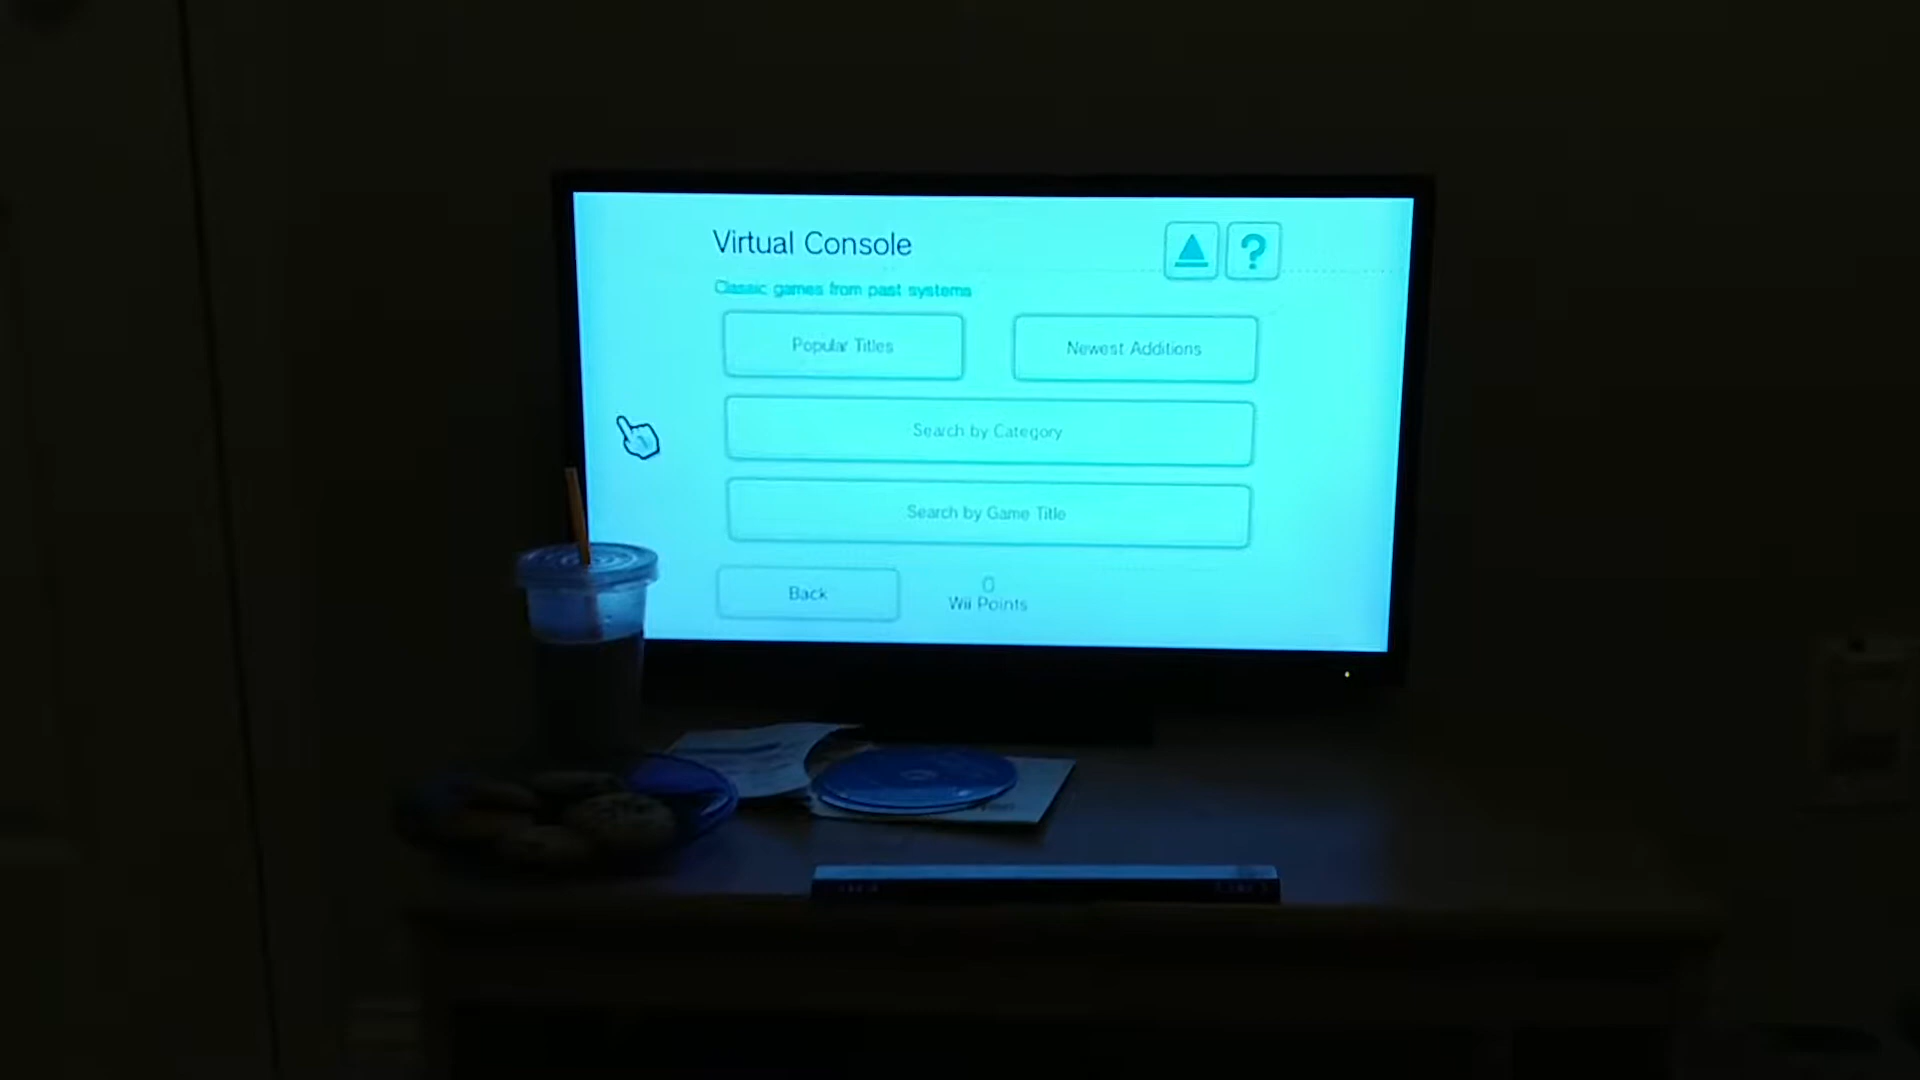 Virtual Console
?
Classic games from past systems
Popular Titles
Newest Additions
Search by Category
Search by Game Title
Back
0
Wii Points